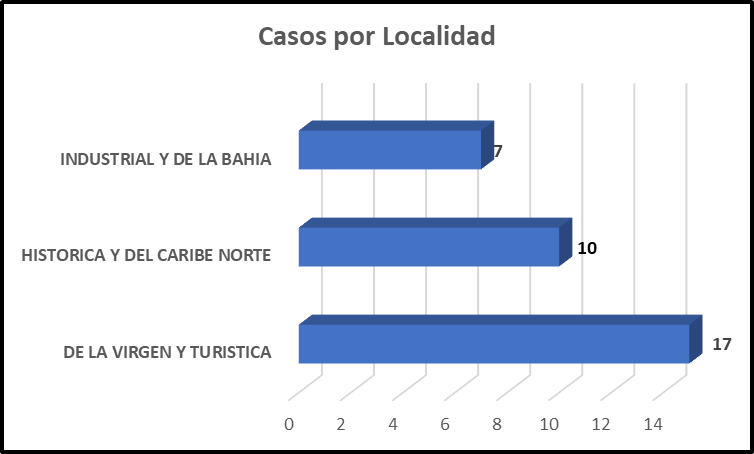 Casos por Localidad
INDUSTRIAL Y DE LA BAHIA
7
HISTORICA Y DEL CARIBE NORTE
10
DE LA VIRGEN Y TURISTICA
17
0 2 4 6 8 10 12 14